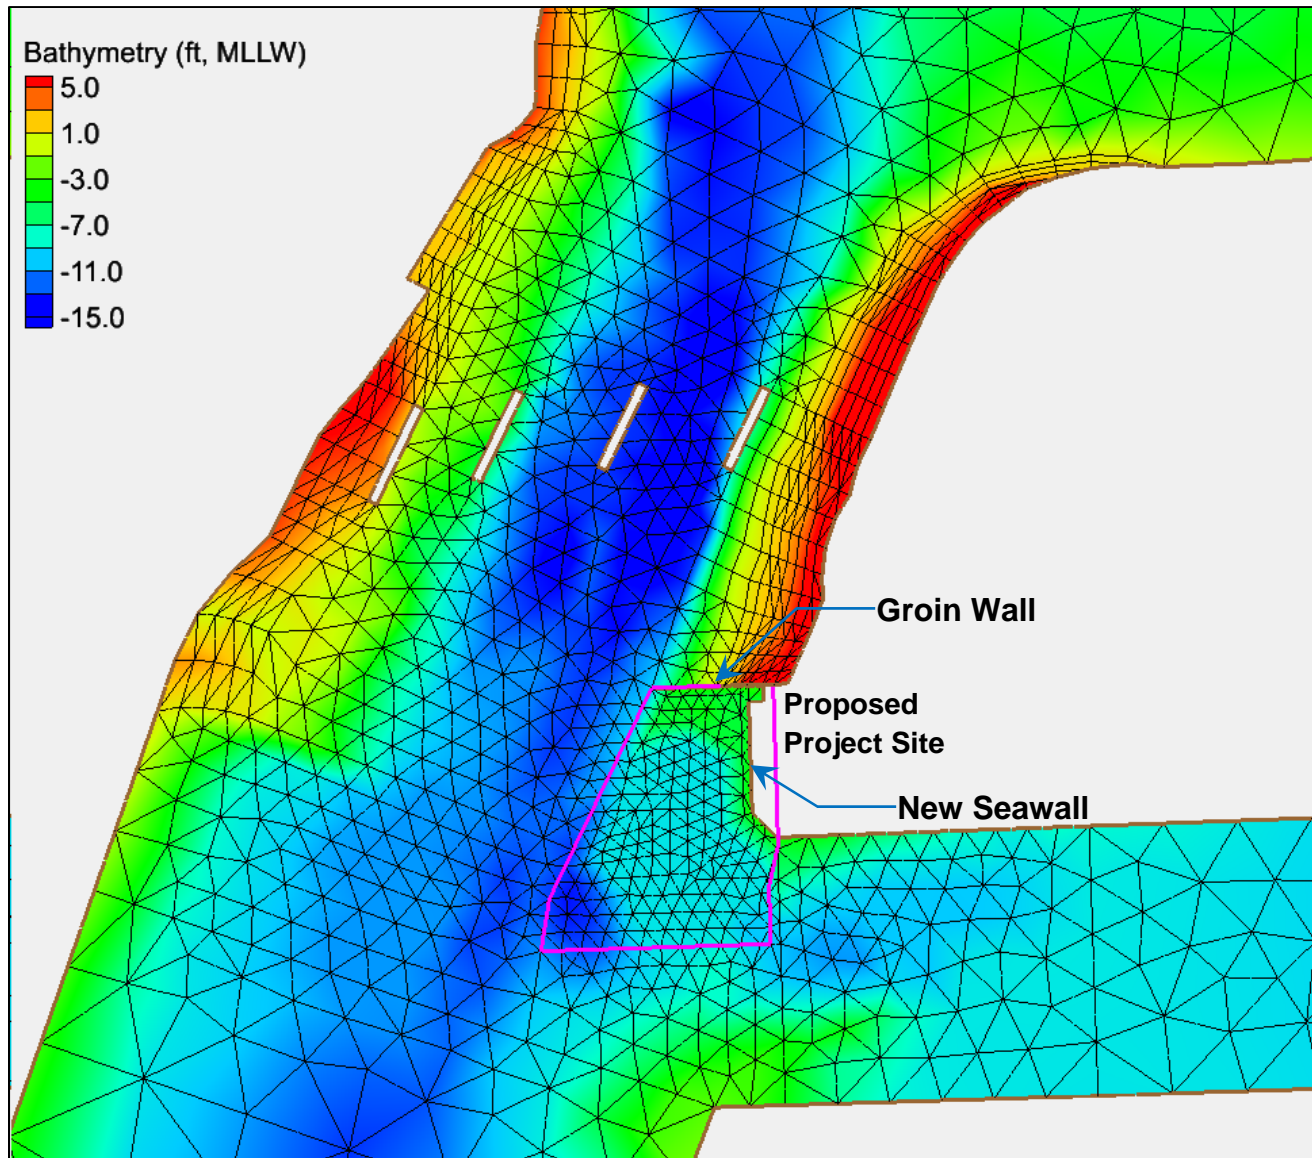 Bathymetry (ft, MLLW)
5.0
1.0
-3.0
-7.0
-11.0
-15.0
Groin Wall
Proposed
Project Site
New Seawall